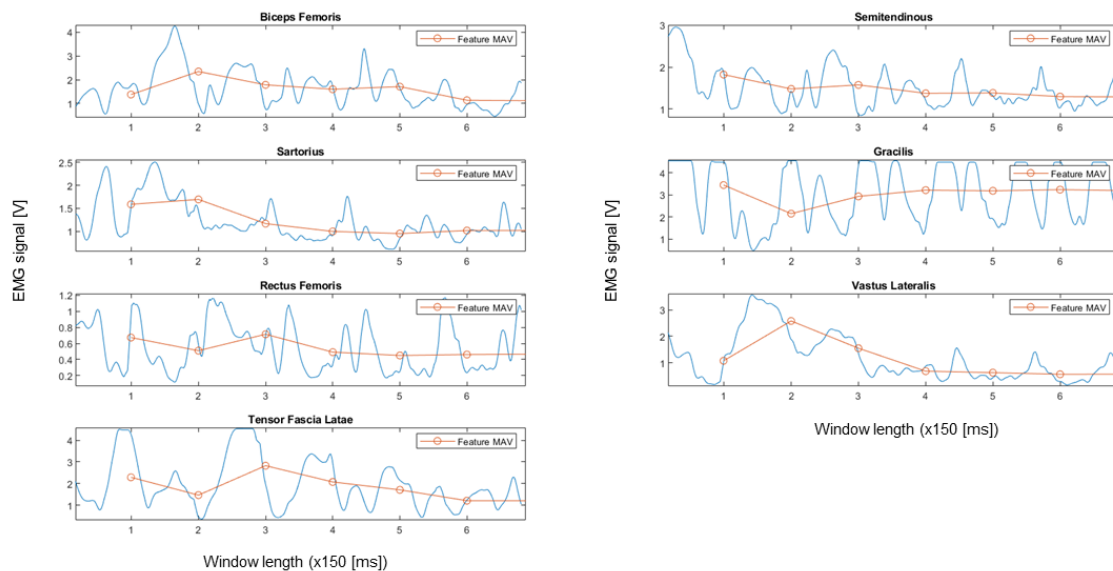 Biceps Femoris
4
3
2
1
Feature MAV
1 2 3 4 5 6
Sartorius
2.5
2
1.5
1
Feature MAV
1 2 3 4 5 6
EMG signal [V]
Rectus Femoris
1.2
1
0.8
0.6
0.4
0.2
Feature MAV
1 2 3 4 5 6
Tensor Fascia Latae
4
3
2
1
Feature MAV
1 2 3 4 5 6
Window length (x150 [ms])
Semitendinous
3
2
1
Feature MAV
1 2 3 4 5 6
Gracilis
4
3
2
1
Feature MAV
1 2 3 4 5 6
EMG signal [V]
Vastus Lateralis
3
2
1
Feature MAV
1 2 3 4 5 6
Window length (x150 [ms])